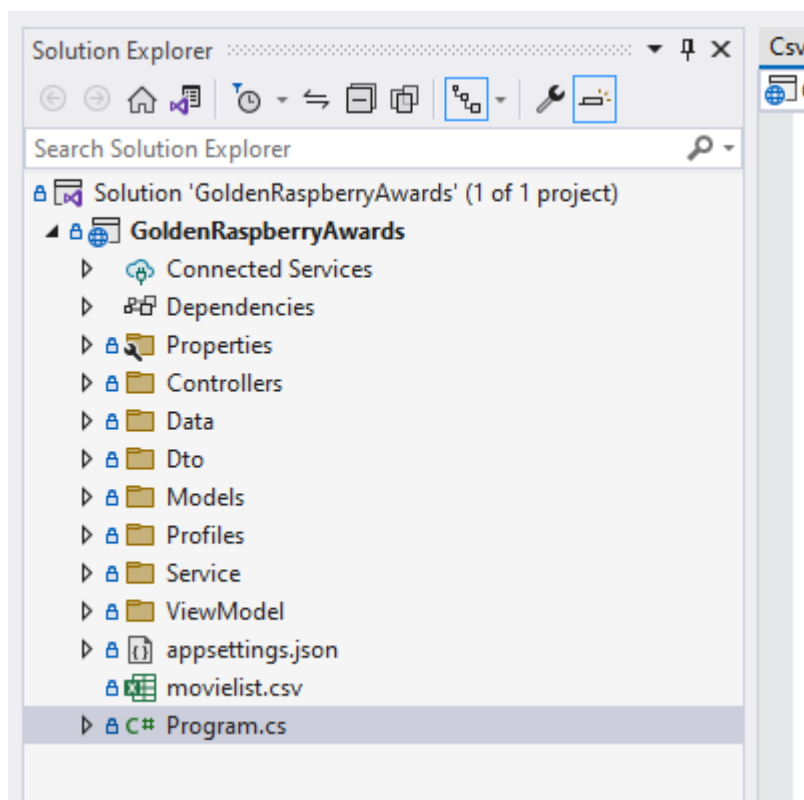 Solution Explorer
Csv
Search Solution Explorer
Solution 'GoldenRaspberryAwards' (1 of 1 project)
GoldenRaspberryAwards
Connected Services
Dependencies
Properties
Controllers
Data
Dto
Models
Profiles
Service
ViewModel
appsettings.json
movielist.csv
C# Program.cs